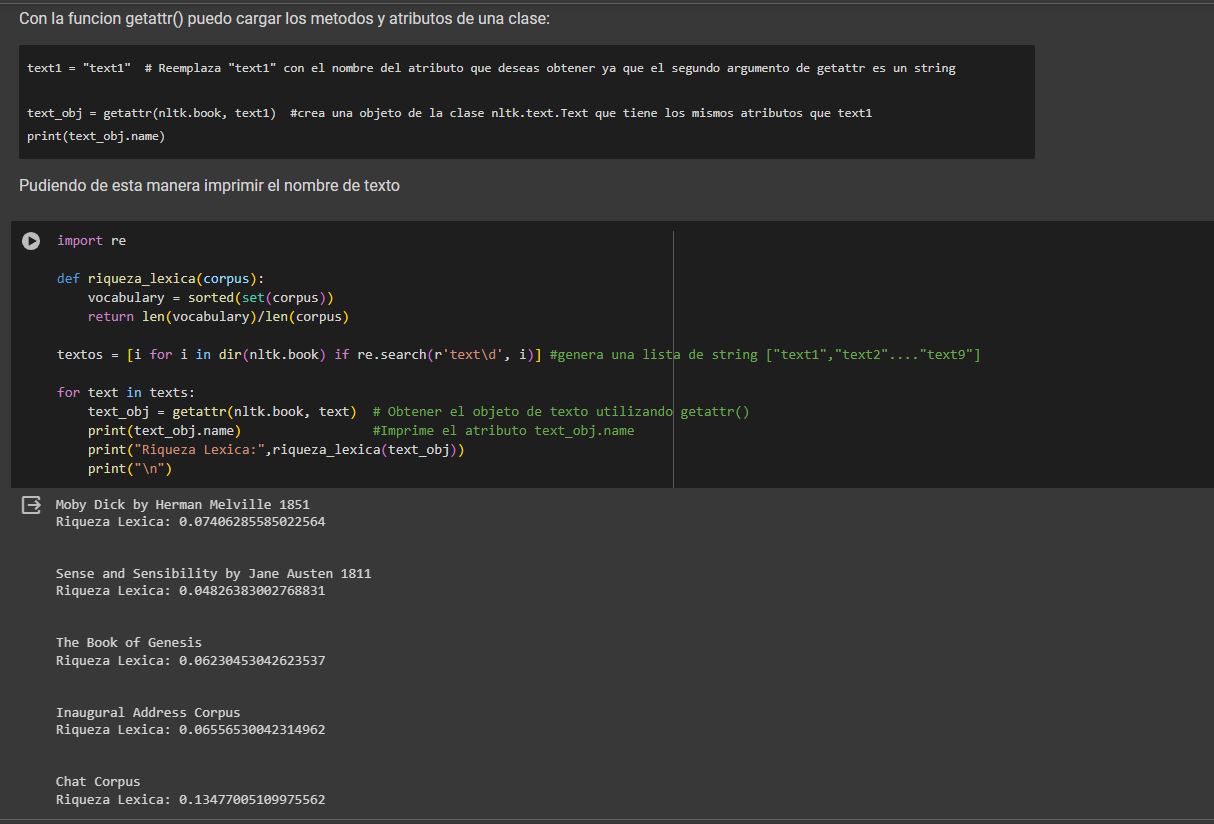 Con la funcion getattr() puedo cargar los metodos y atributos de una clase:
text1 = "text1"  # Reemplaza "text1" con el nombre del atributo que deseas obtener ya que el segundo argumento de getattr es un string
text_obj = getattr(nltk.book, text1)  #crea una objeto de la clase nltk.text.Text que tiene los mismos atributos que text1
print(text_obj.name)
Pudiendo de esta manera imprimir el nombre de texto
import re
def riqueza_lexica(corpus):
    vocabulary = sorted(set(corpus))
    return len(vocabulary)/len(corpus)
textos = [i for i in dir(nltk.book) if re.search(r'text\d', i)] #genera una lista de string ["text1","text2"...."text9"]
for text in texts:
    text_obj = getattr(nltk.book, text)  # Obtener el objeto de texto utilizando getattr()
    print(text_obj.name)                 #Imprime el atributo text_obj.name
    print("Riqueza Lexica:",riqueza_lexica(text_obj))
    print("\n")
Moby Dick by Herman Melville 1851
Riqueza Lexica: 0.07406285585022564
Sense and Sensibility by Jane Austen 1811
Riqueza Lexica: 0.04826383002768831
The Book of Genesis
Riqueza Lexica: 0.06230453042623537
Inaugural Address Corpus
Riqueza Lexica: 0.06556530042314962
Chat Corpus
Riqueza Lexica: 0.13477005109975562